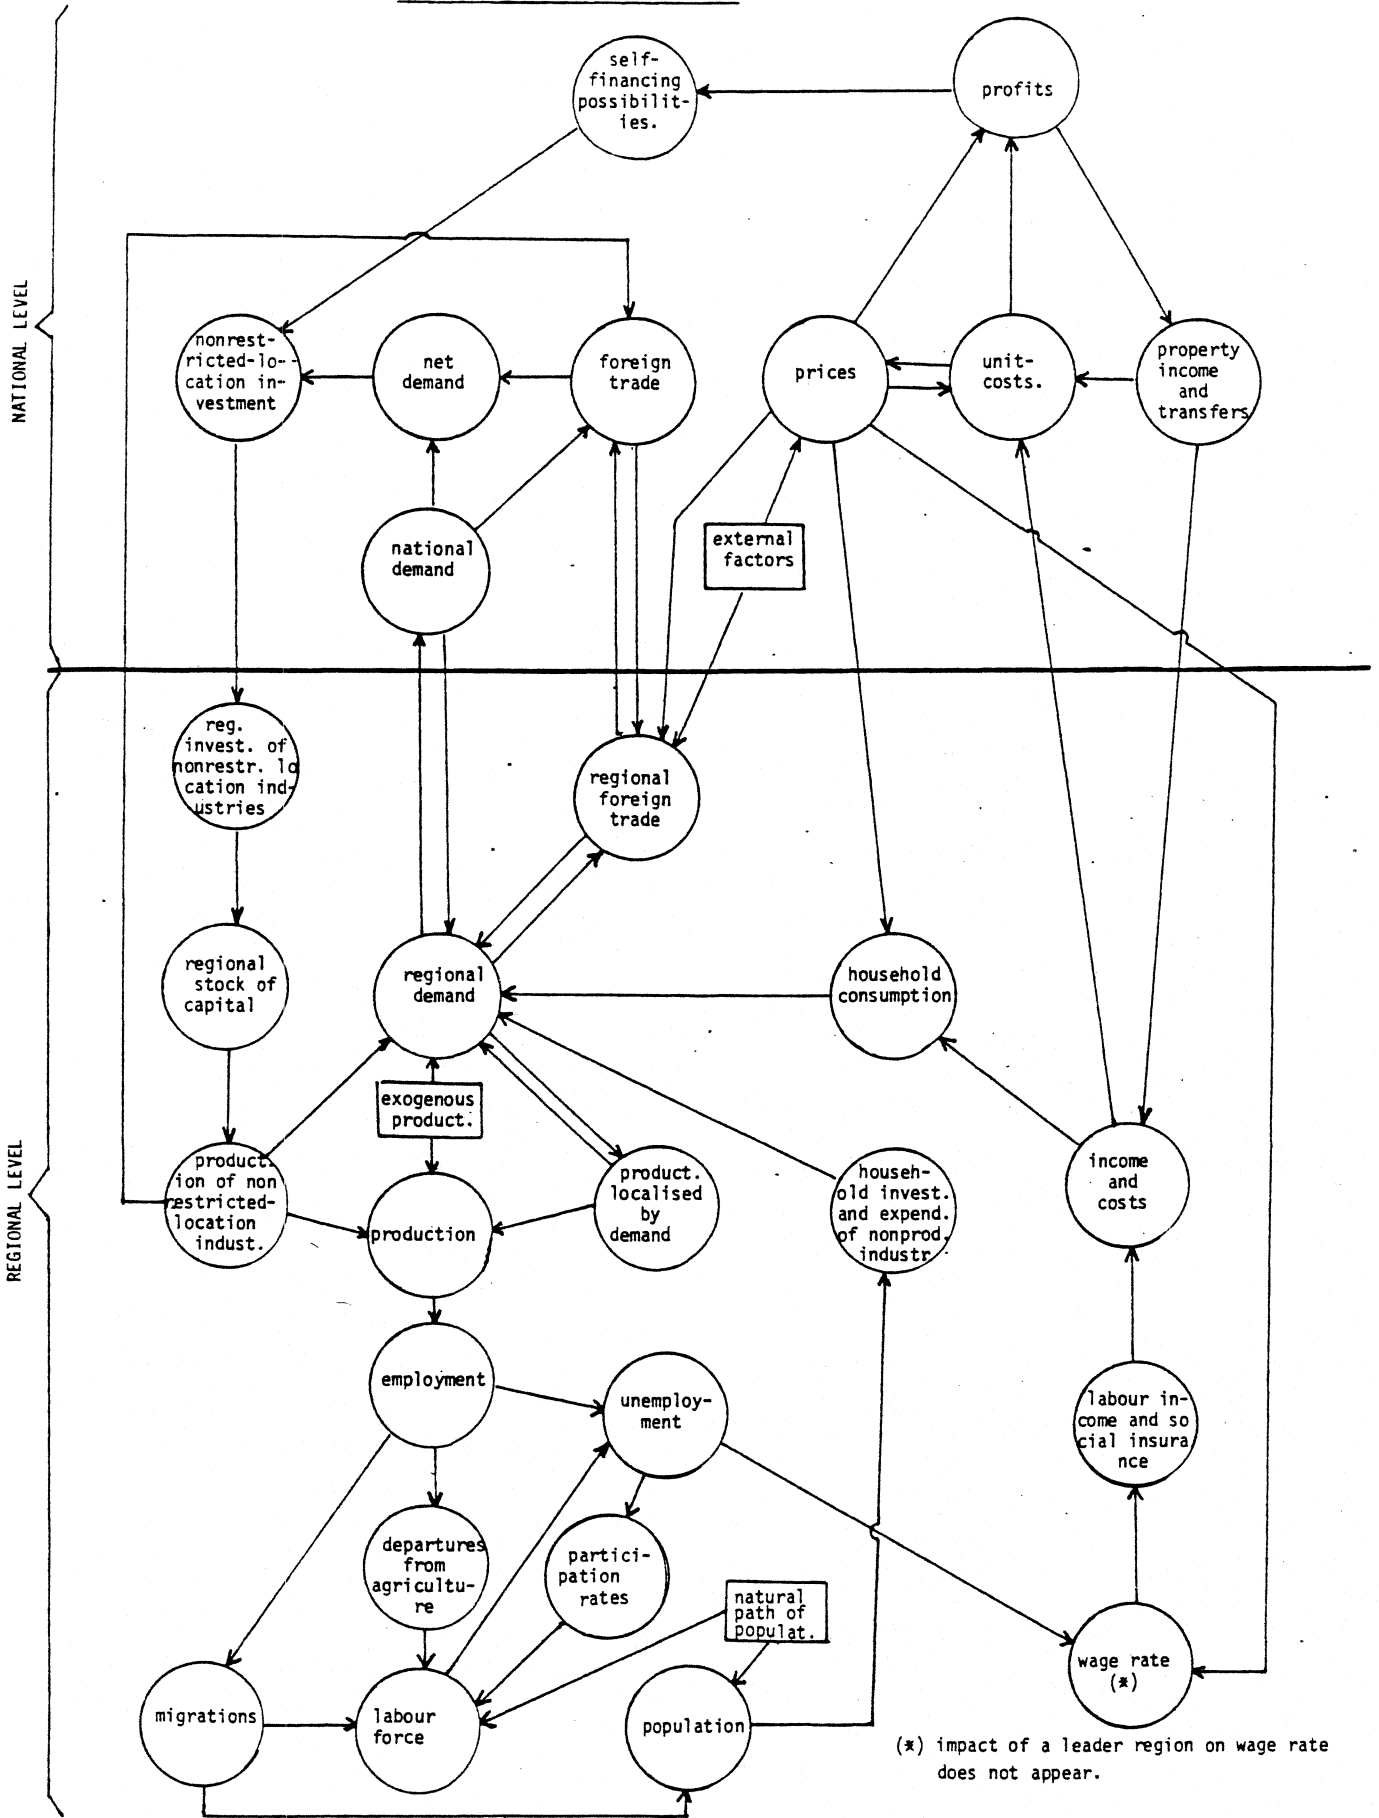 self-
financing
possibilit-
ies.
profits
NATIONAL LEVEL
nonrest-
ricted-lo-
cation in-
vestment
net
demand
foreign
trade
prices
unit-
costs.
property
income
and
transfers
national
demand
external
factors
reg.
invest. of
nonrestr. lo
cation ind-
ustries
regional
foreign
trade
regional
stock of
capital
regional
demand
household
consumption
exogenous
product.
REGIONAL LEVEL
product.
ion of non
restricted-
location
indust.
production
product.
localised
by
demand
househ-
old invest.
and expend.
of nonprod.
industr
income
and
costs
employment
unemploy-
ment
labour in-
come and so
cial insura
nce
departures
from
agricultu-
re
partici-
pation
rates
natural
path of
populat.
migrations
labour
force
population
wage rate
(*)
(*) impact of a leader region on wage rate
does not appear.